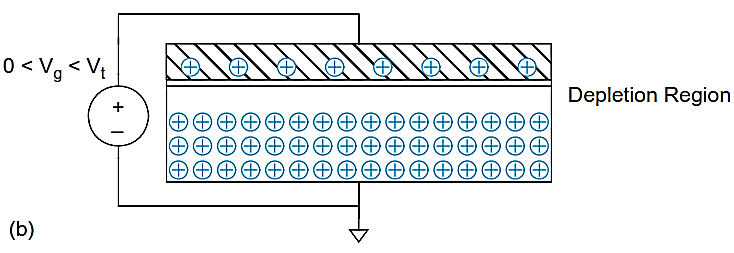 0 < Vg < Vt
+
–
Depletion Region
(b)